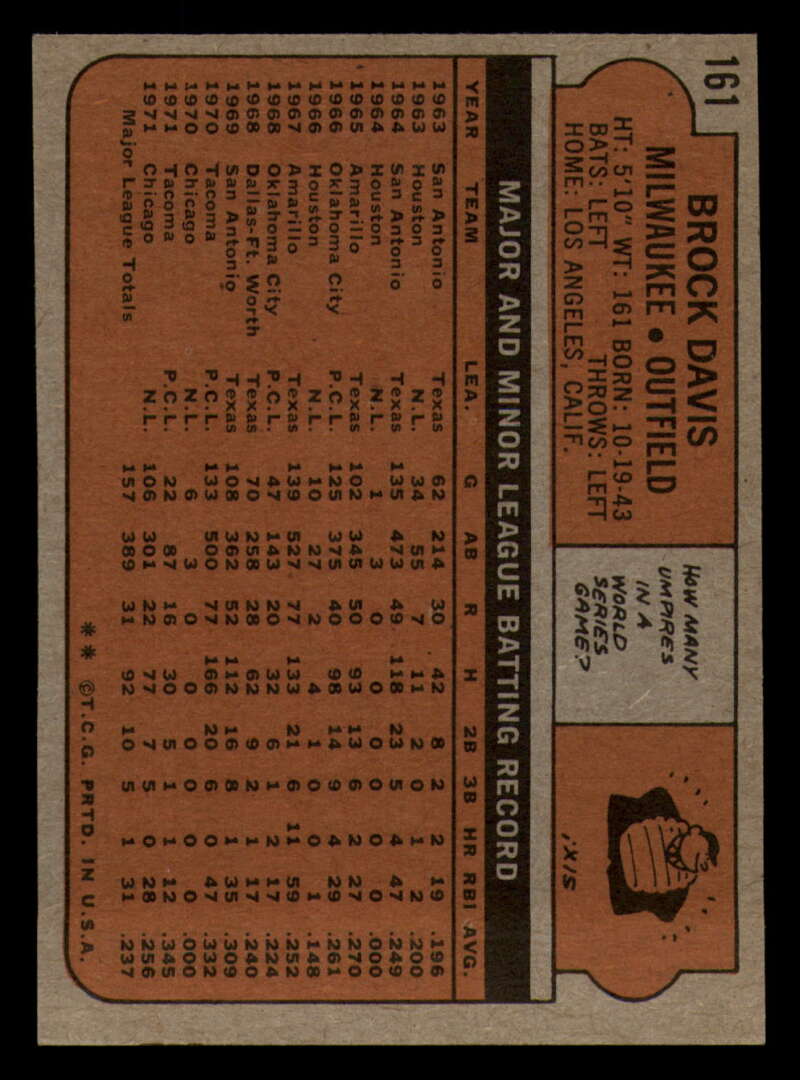 161
BROCK DAVIS
MILWAUKEE • OUTFIELD
HT: 5'10" WT: 161 BORN: 10-19-43
BATS: LEFT THROWS: LEFT
HOME: LOS ANGELES, CALIF.
HOW MANY
UMPIRES
IN A
WORLD
SERIES
GAME?
SIX!
MAJOR AND MINOR LEAGUE BATTING RECORD
YEAR TEAM LEA. G AB R H 2B 3B HR RBI AVG.
1963 San Antonio Texas 62 214 30 42 8 2 2 19 .196
1963 Houston N.L. 34 55 7 11 2 0 1 2 .200
1964 San Antonio Texas 135 473 49 118 23 5 4 47 .249
1964 Houston N.L. 1 3 0 0 0 0 0 0 .000
1965 Amarillo Texas 102 345 50 93 13 6 2 27 .270
1966 Oklahoma City P.C.L. 125 375 40 98 14 9 4 29 .261
1966 Houston N.L. 10 27 2 4 1 0 0 1 .148
1967 Amarillo Texas 139 527 77 133 21 6 11 59 .252
1968 Oklahoma City P.C.L. 47 143 20 32 6 1 2 17 .224
1968 Dallas-Ft. Worth Texas 70 258 28 62 9 2 1 17 .240
1969 San Antonio Texas 108 362 52 112 16 8 1 35 .309
1970 Tacoma P.C.L. 133 500 77 166 20 6 0 47 .332
1970 Chicago N.L. 6 3 0 0 0 0 0 0 .000
1971 Tacoma P.C.L. 22 87 16 30 5 1 1 12 .345
1971 Chicago N.L. 106 301 22 77 7 5 0 28 .256
Major League Totals 157 389 31 92 10 5 1 31 .237
** ©T.C.G. PRTD. IN U.S.A.